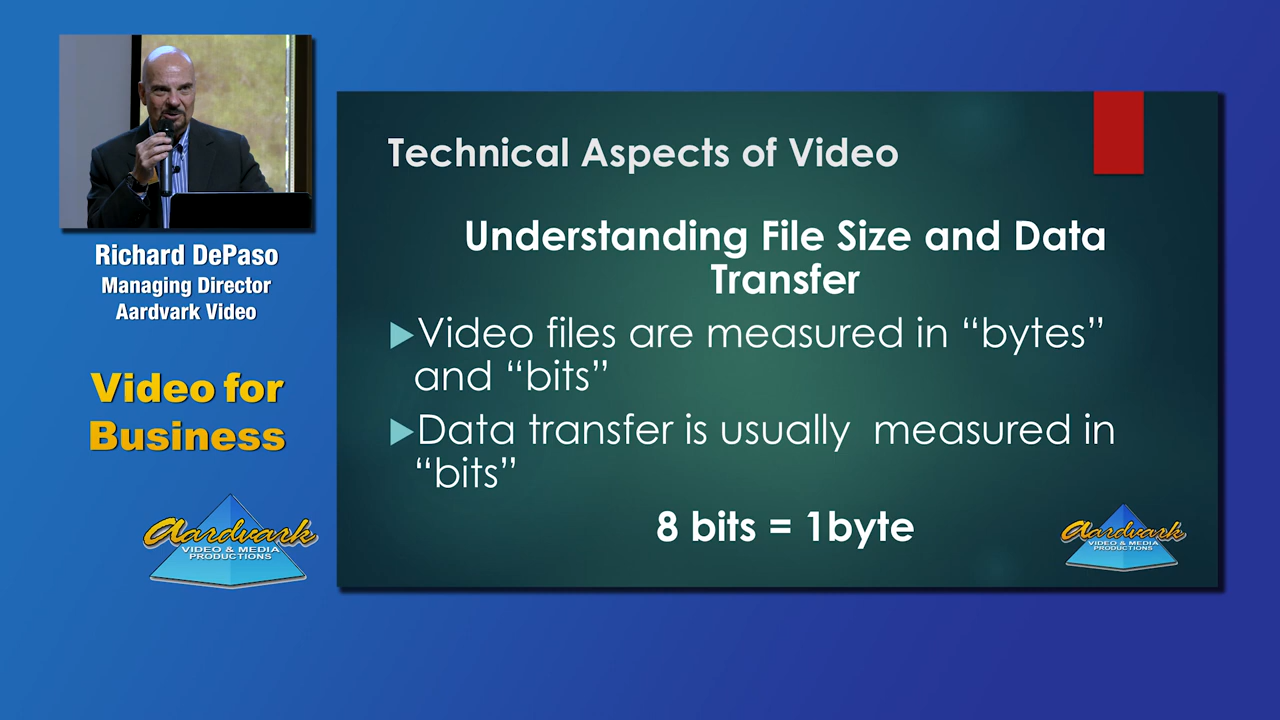 Richard DePaso
Managing Director
Aardvark Video
Video for
Business
Aardvark
VIDEO & MEDIA
PRODUCTIONS
Technical Aspects of Video
Understanding File Size and Data
Transfer
Video files are measured in “bytes”
and “bits”
Data transfer is usually  measured in
“bits”
8 bits = 1byte
Aardvark
VIDEO & MEDIA
PRODUCTIONS